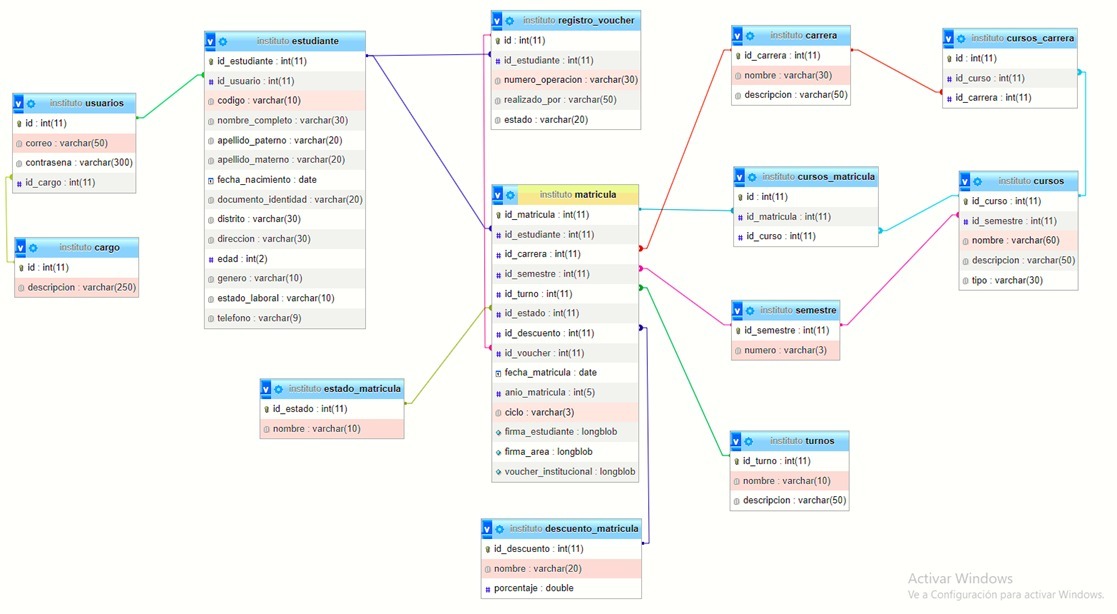 instituto usuarios
id : int(11)
correo : varchar(50)
contrasena : varchar(300)
id_cargo : int(11)
instituto cargo
id : int(11)
descripcion : varchar(250)
instituto estudiante
id_estudiante : int(11)
id_usuario : int(11)
codigo : varchar(10)
nombre_completo : varchar(30)
apellido_paterno : varchar(20)
apellido_materno : varchar(20)
fecha_nacimiento : date
documento_identidad : varchar(20)
distrito : varchar(30)
direccion : varchar(30)
edad : int(2)
genero : varchar(10)
estado_laboral : varchar(10)
telefono : varchar(9)
instituto estado_matricula
id_estado : int(11)
nombre : varchar(10)
instituto registro_voucher
id : int(11)
id_estudiante : int(11)
numero_operacion : varchar(30)
realizado_por : varchar(50)
estado : varchar(20)
instituto matricula
id_matricula : int(11)
id_estudiante : int(11)
id_carrera : int(11)
id_semestre : int(11)
id_turno : int(11)
id_estado : int(11)
id_descuento : int(11)
id_voucher : int(11)
fecha_matricula : date
anio_matricula : int(5)
ciclo : varchar(3)
firma_estudiante : longblob
firma_area : longblob
voucher_institucional : longblob
instituto descuento_matricula
id_descuento : int(11)
nombre : varchar(20)
porcentaje : double
instituto carrera
id_carrera : int(11)
nombre : varchar(30)
descripcion : varchar(50)
instituto cursos_matricula
id : int(11)
id_matricula : int(11)
id_curso : int(11)
instituto semestre
id_semestre : int(11)
numero : varchar(3)
instituto turnos
id_turno : int(11)
nombre : varchar(10)
descripcion : varchar(50)
instituto cursos_carrera
id : int(11)
id_curso : int(11)
id_carrera : int(11)
instituto cursos
id_curso : int(11)
id_semestre : int(11)
nombre : varchar(60)
descripcion : varchar(50)
tipo : varchar(30)
Activar Windows
Ve a Configuración para activar Windows.